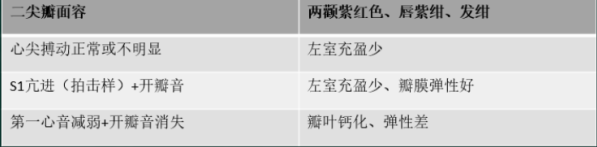 二尖瓣面容 两颧紫红色、唇紫绀、发绀
心尖搏动正常或不明显 左室充盈少
S1亢进（拍击样）+开瓣音 左室充盈少、瓣膜弹性好
第一心音减弱+开瓣音消失 瓣叶钙化、弹性差